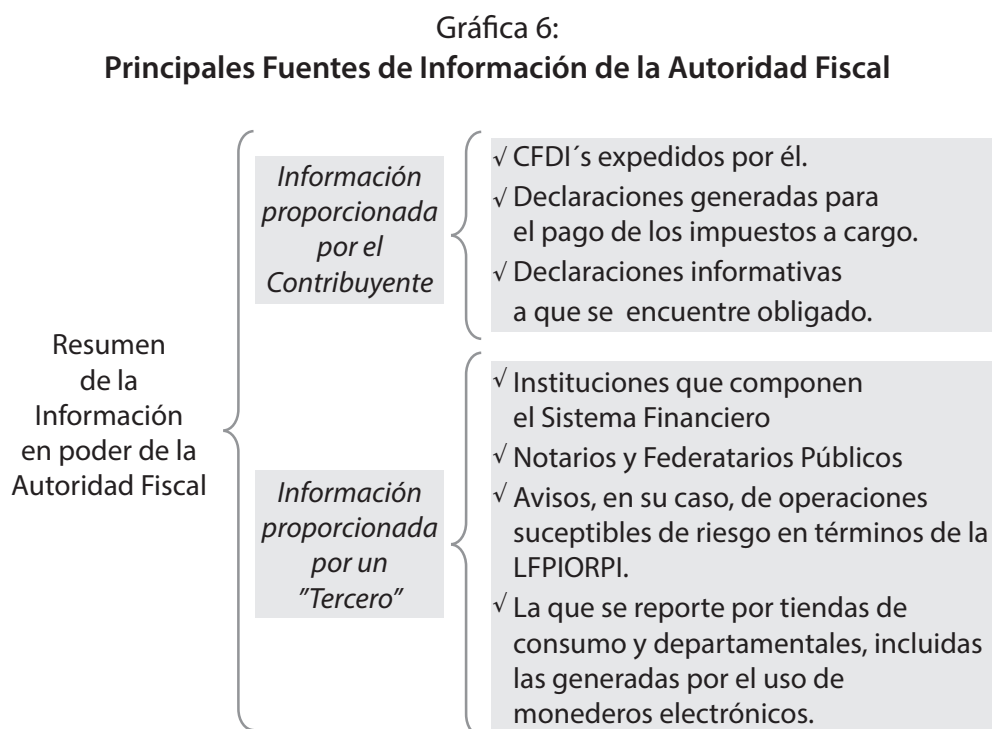 Gráfica 6:
Principales Fuentes de Información de la Autoridad Fiscal
Resumen
de la
Información
en poder de la
Autoridad Fiscal
Información
proporcionada
por el
Contribuyente
√ CFDI´s expedidos por él.
√ Declaraciones generadas para
el pago de los impuestos a cargo.
√ Declaraciones informativas
a que se encuentre obligado.
Información
proporcionada
por un
"Tercero"
√ Instituciones que componen
el Sistema Financiero
√ Notarios y Federatarios Públicos
√ Avisos, en su caso, de operaciones
suceptibles de riesgo en términos de la
LFPIORPI.
√ La que se reporte por tiendas de
consumo y departamentales, incluidas
las generadas por el uso de
monederos electrónicos.